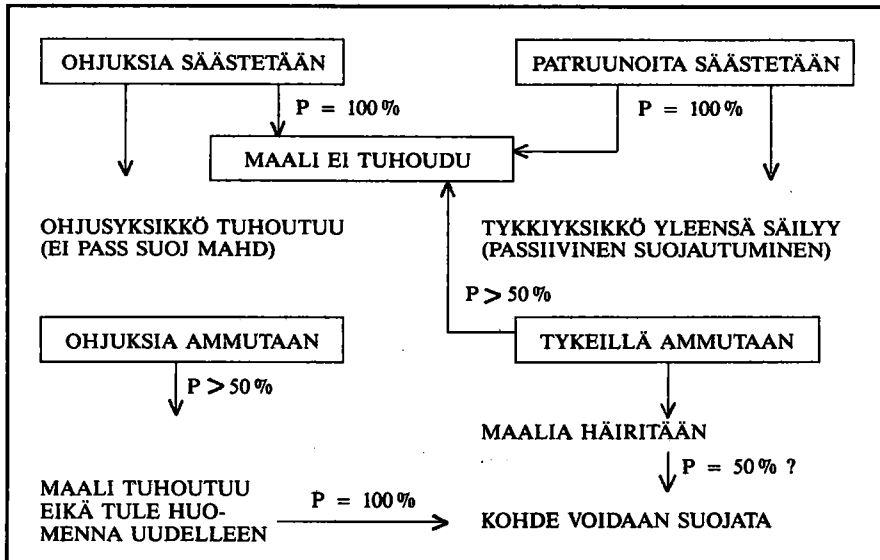 OHJUKSIA SÄÄSTETÄÄN
PATRUUNOITA SÄÄSTETÄÄN
P = 100%
P = 100%
MAALI EI TUHOUDU
OHJUSYKSIKKÖ TUHOUTUU
(EI PASS SUOJ MAHD)
TYKKIYKSIKKÖ YLEENSÄ SÄILYY
(PASSIIVINEN SUOJAUTUMINEN)
P > 50%
OHJUKSIA AMMUTAAN
TYKEILLÄ AMMUTAAN
P > 50%
MAALIA HÄIRITÄÄN
P = 50% ?
MAALI TUHOUTUU
EIKÄ TULE HUO-
MENNA UUDELLEEN
P = 100%
KOHDE VOIDAAN SUOJATA